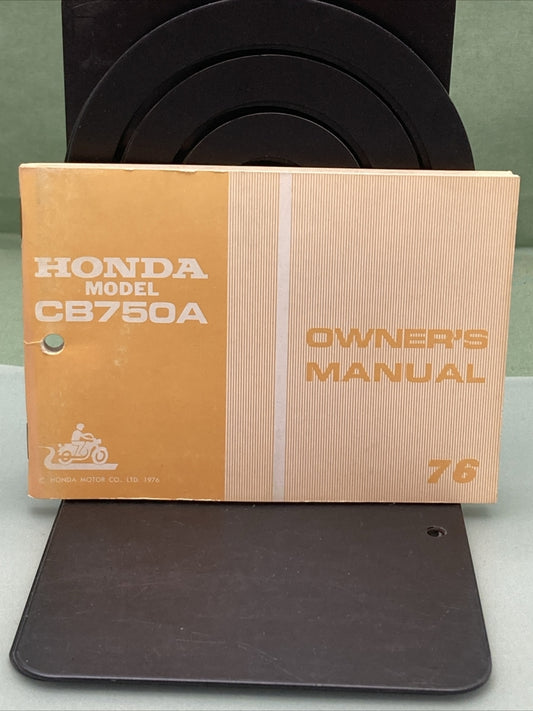 HONDA
MODEL
CB750A
© HONDA MOTOR CO., LTD. 1976
OWNER'S
MANUAL
76